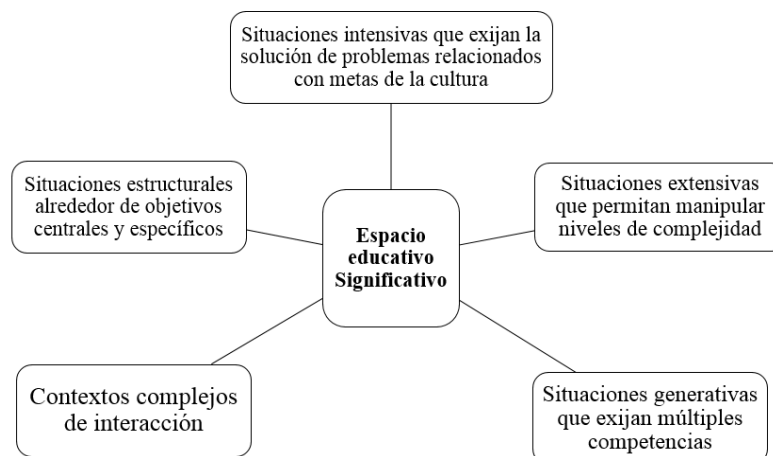 Situaciones intensivas que exijan la
solución de problemas relacionados
con metas de la cultura
Situaciones estructurales
alrededor de objetivos
centrales y específicos
Espacio
educativo
Significativo
Situaciones extensivas
que permitan manipular
niveles de complejidad
Contextos complejos
de interacción
Situaciones generativas
que exijan múltiples
competencias